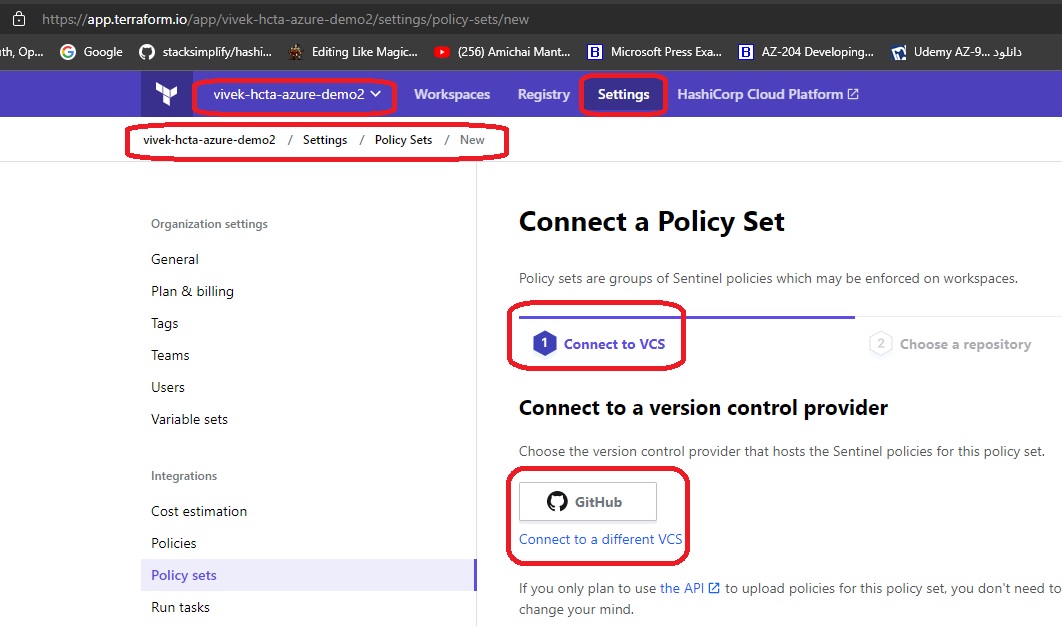 https://app.terraform.io/app/vivek-hcta-azure-demo2/settings/policy-sets/new
uth, Op... Google stacksimplify/hashi... Editing Like Magic... (256) Amichai Mant... B Microsoft Press Exa... B AZ-204 Developing... Udemy AZ-9... دانلود
vivek-hcta-azure-demo2 Workspaces Registry Settings HashiCorp Cloud Platform
vivek-hcta-azure-demo2 / Settings / Policy Sets / New
Organization settings
General
Plan & billing
Tags
Teams
Users
Variable sets
Integrations
Cost estimation
Policies
Policy sets
Run tasks
Connect a Policy Set
Policy sets are groups of Sentinel policies which may be enforced on workspaces.
1 Connect to VCS
2 Choose a repository
Connect to a version control provider
Choose the version control provider that hosts the Sentinel policies for this policy set.
GitHub
Connect to a different VCS
If you only plan to use the API to upload policies for this policy set, you don't need to
change your mind.